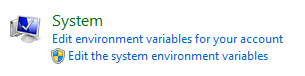 System
Edit environment variables for your account
Edit the system environment variables